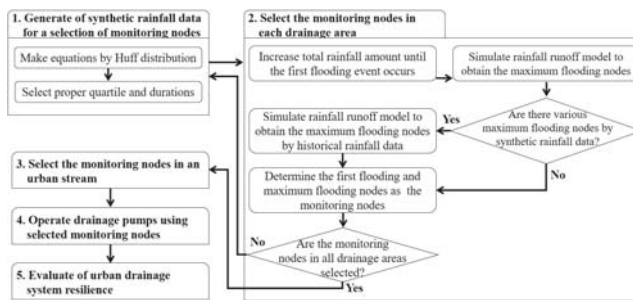 1. Generate of synthetic rainfall data
for a selection of monitoring nodes
Make equations by Huff distribution
Select proper quartile and durations
2. Select the monitoring nodes in
each drainage area
Increase total rainfall amount until
the first flooding event occurs
Simulate rainfall runoff model to
obtain the maximum flooding nodes
Are there various
maximum flooding nodes by
synthetic rainfall data?
Yes
No
Simulate rainfall runoff model to
obtain the maximum flooding nodes
by historical rainfall data
Determine the first flooding and
maximum flooding nodes as the
monitoring nodes
Are the monitoring
nodes in all drainage areas
selected?
No
Yes
3. Select the monitoring nodes in an
urban stream
4. Operate drainage pumps using
selected monitoring nodes
5. Evaluate of urban drainage
system resilience